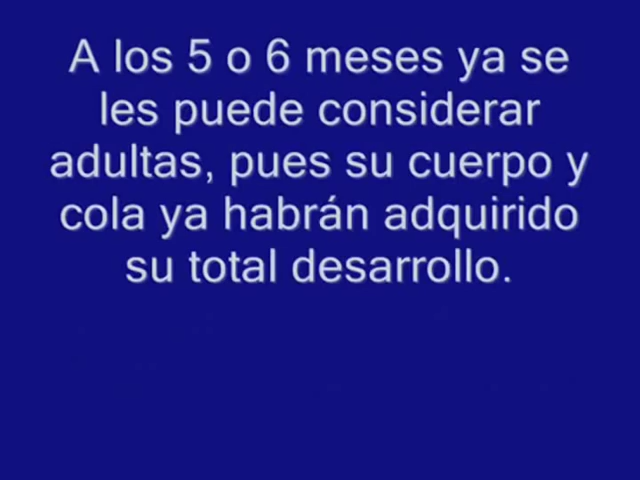 A los 5 o 6 meses ya se
les puede considerar
adultas, pues su cuerpo y
cola ya habrán adquirido
su total desarrollo.